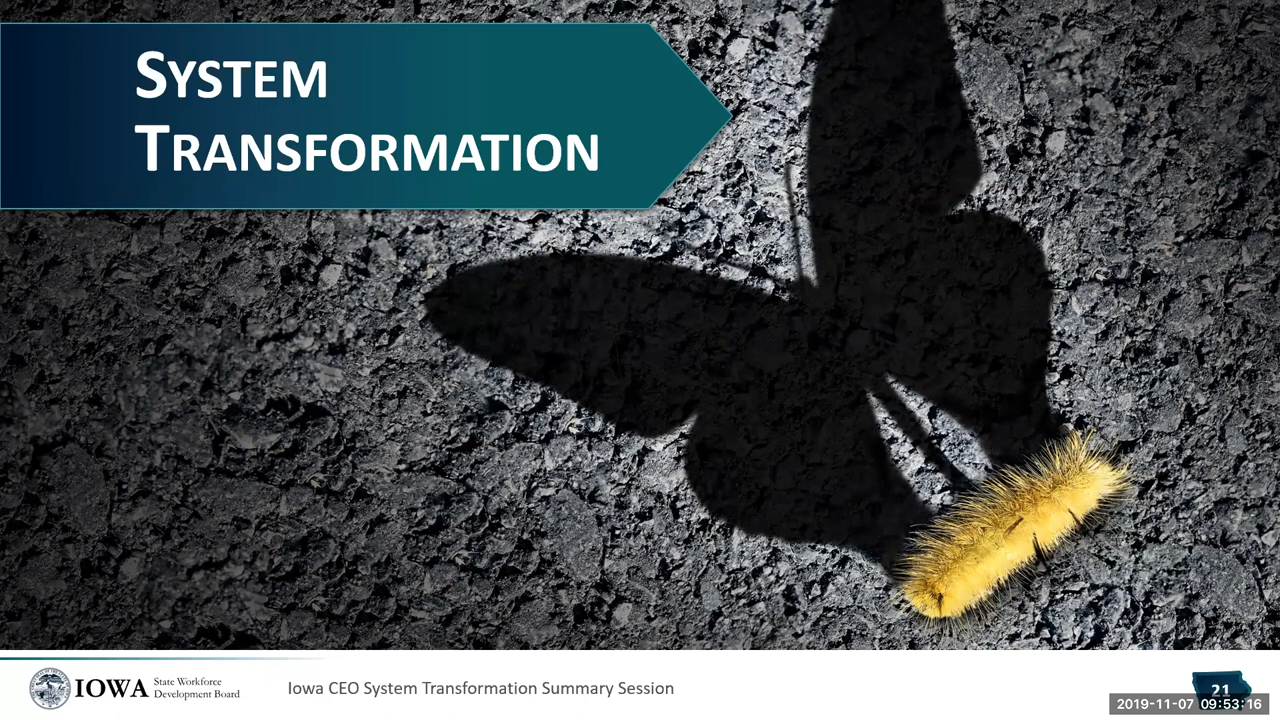 SYSTEM
TRANSFORMATION
IOWA
State Workforce
Development Board
Iowa CEO System Transformation Summary Session
21
2019-11-07 09:53:16